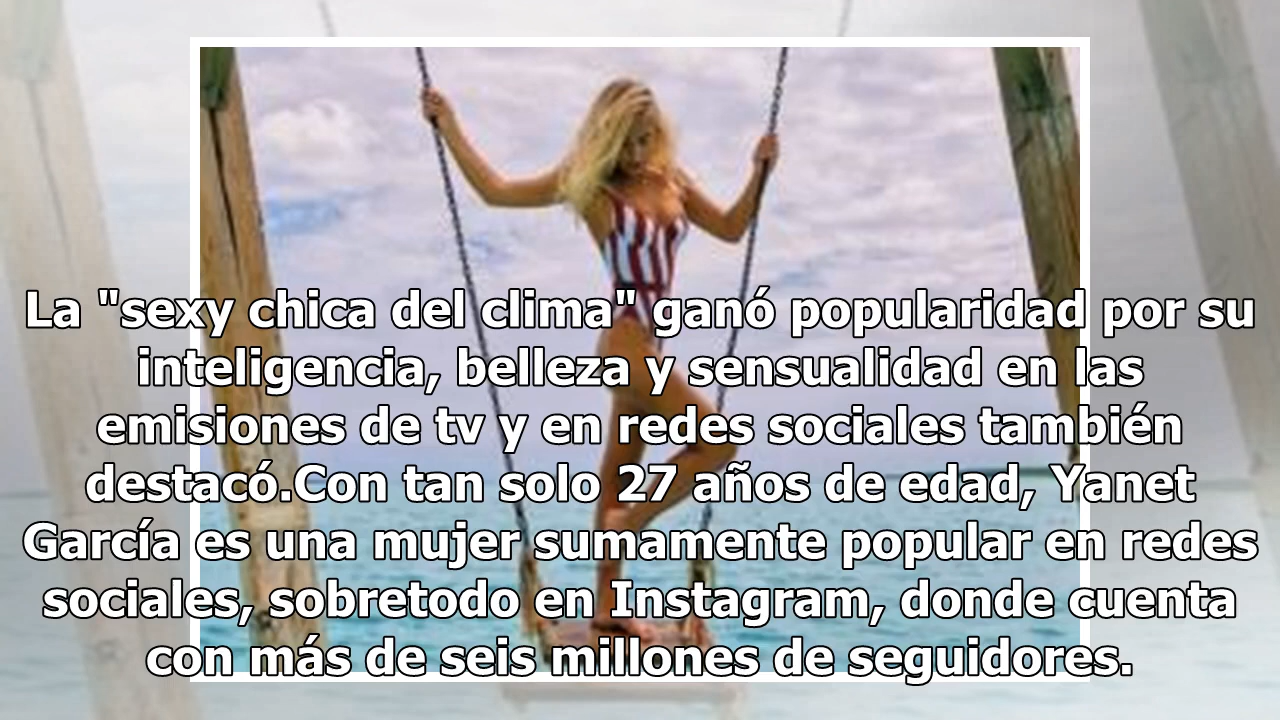 La "sexy chica del clima" ganó popularidad por su
inteligencia, belleza y sensualidad en las
emisiones de tv y en redes sociales también
destacó.Con tan solo 27 años de edad, Yanet
García es una mujer sumamente popular en redes
sociales, sobretodo en Instagram, donde cuenta
con más de seis millones de seguidores.